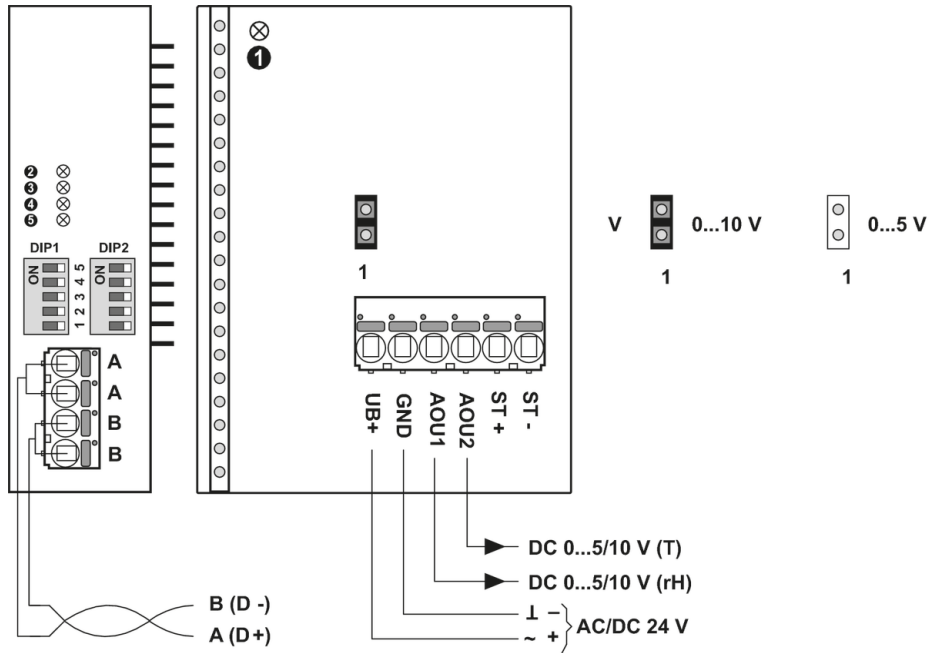 ❶
❷
❸
❹
❺
DIP1 DIP2
ON ON
1 2 3 4 5
A
A
B
B
1
V 0...10 V 0...5 V
1 1
UB+ GND AOU1 AOU2 ST + ST -
DC 0...5/10 V (T)
DC 0...5/10 V (rH)
⊥ –
~ + AC/DC 24 V
B (D -)
A (D+)